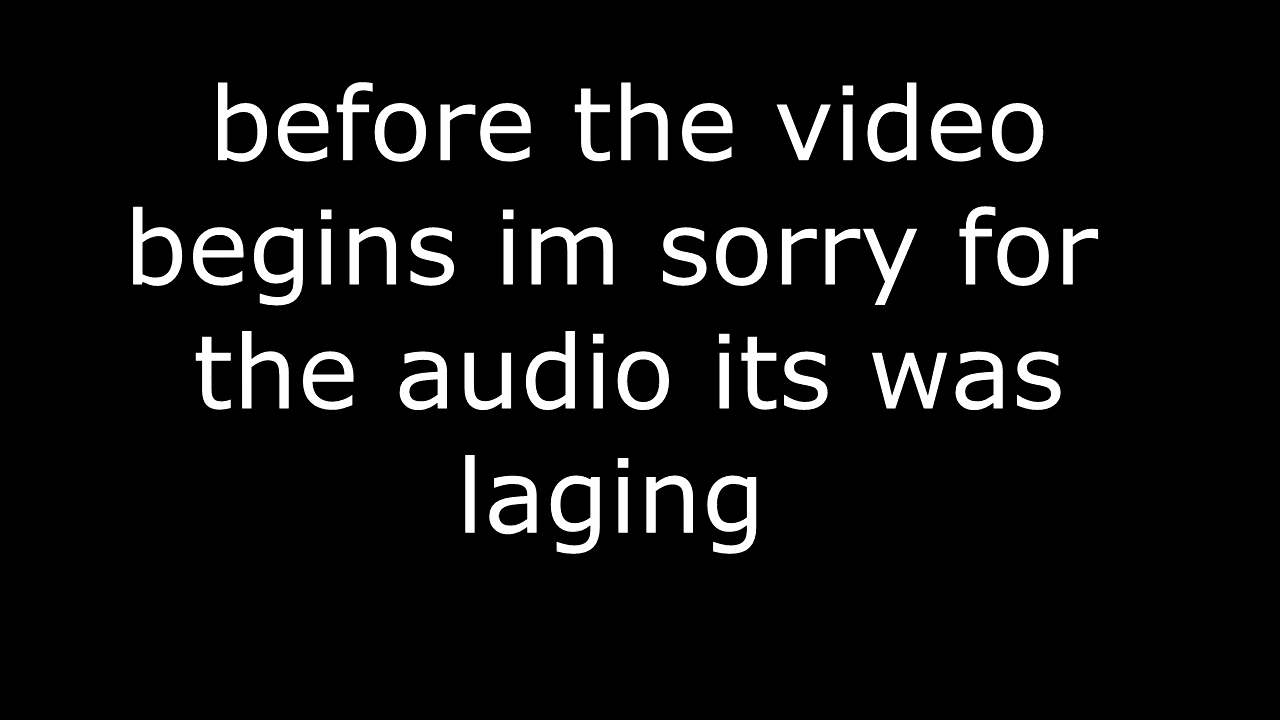 before the video
begins im sorry for
the audio its was
laging